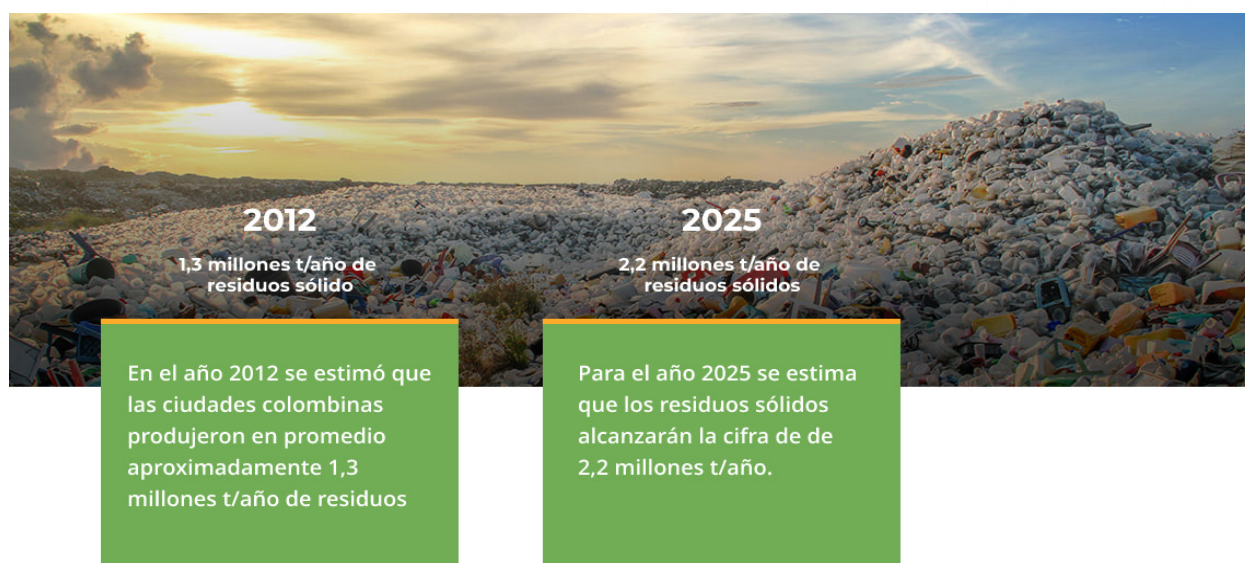 2012
1,3 millones t/año de
residuos sólido
2025
2,2 millones t/año de
residuos sólidos
En el año 2012 se estimó que
las ciudades colombinas
produjeron en promedio
aproximadamente 1,3
millones t/año de residuos
Para el año 2025 se estima
que los residuos sólidos
alcanzarán la cifra de de
2,2 millones t/año.